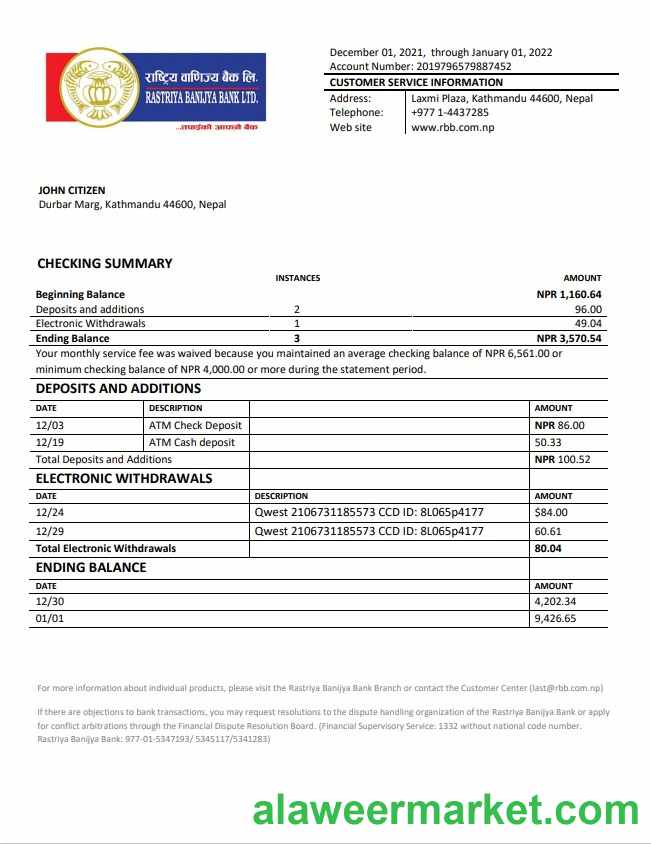 राष्ट्रिय वाणिज्य बैंक लि.
RASTRIYA BANIJYA BANK LTD.
...तपाईंको आफ्नै बैंक
December 01, 2021, through January 01, 2022
Account Number: 2019796579887452
CUSTOMER SERVICE INFORMATION
Address: Laxmi Plaza, Kathmandu 44600, Nepal
Telephone: +977 1-4437285
Web site www.rbb.com.np
JOHN CITIZEN
Durbar Marg, Kathmandu 44600, Nepal
CHECKING SUMMARY
INSTANCES AMOUNT
Beginning Balance NPR 1,160.64
Deposits and additions 2 96.00
Electronic Withdrawals 1 49.04
Ending Balance 3 NPR 3,570.54
Your monthly service fee was waived because you maintained an average checking balance of NPR 6,561.00 or
minimum checking balance of NPR 4,000.00 or more during the statement period.
DEPOSITS AND ADDITIONS
DATE DESCRIPTION AMOUNT
12/03 ATM Check Deposit NPR 86.00
12/19 ATM Cash deposit 50.33
Total Deposits and Additions NPR 100.52
ELECTRONIC WITHDRAWALS
DATE DESCRIPTION AMOUNT
12/24 Qwest 2106731185573 CCD ID: 8L065p4177 $84.00
12/29 Qwest 2106731185573 CCD ID: 8L065p4177 60.61
Total Electronic Withdrawals 80.04
ENDING BALANCE
DATE AMOUNT
12/30 4,202.34
01/01 9,426.65
For more information about individual products, please visit the Rastriya Banijya Bank Branch or contact the Customer Center (last@rbb.com.np)
If there are objections to bank transactions, you may request resolutions to the dispute handling organization of the Rastriya Banijya Bank or apply
for conflict arbitrations through the Financial Dispute Resolution Board. (Financial Supervisory Service: 1332 without national code number.
Rastriya Banijya Bank: 977-01-5347193/ 5345117/5341283)
alaweermarket.com